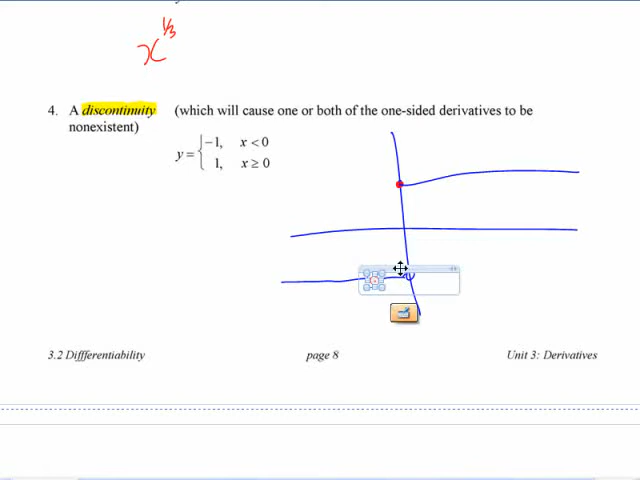 x^1/3
4. A discontinuity (which will cause one or both of the one-sided derivatives to be
nonexistent)
y = { -1, x < 0
1, x ≥ 0
3.2 Diffferentiability page 8 Unit 3: Derivatives